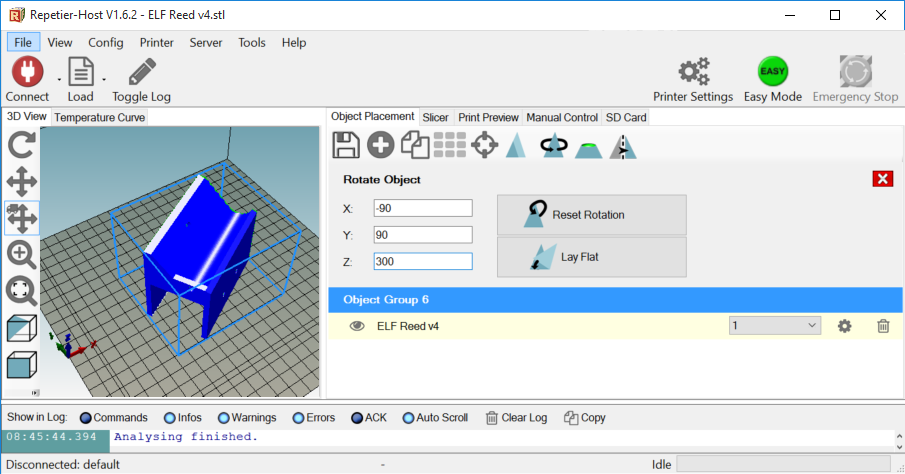 Repetier-Host V1.6.2 - ELF Reed v4.stl
File View Config Printer Server Tools Help
Connect Load Toggle Log Printer Settings EASY Easy Mode Emergency Stop
3D View Temperature Curve Object Placement Slicer Print Preview Manual Control SD Card
Rotate Object
X: -90 Reset Rotation
Y: 90
Z: 300 Lay Flat
Object Group 6
ELF Reed v4 1
Show in Log: Commands Infos Warnings Errors ACK Auto Scroll Clear Log Copy
08:45:44.394 Analysing finished.
Disconnected: default - Idle